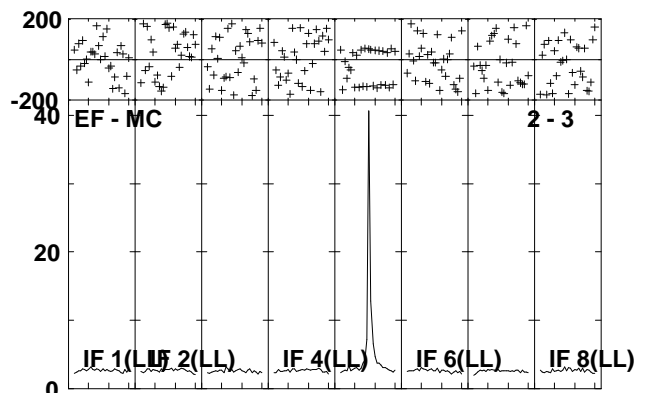 200
-200
40
EF - MC
2 - 3
20
IF 1(LL)
IF 2(LL)
IF 4(LL)
IF 6(LL)
IF 8(LL)
0